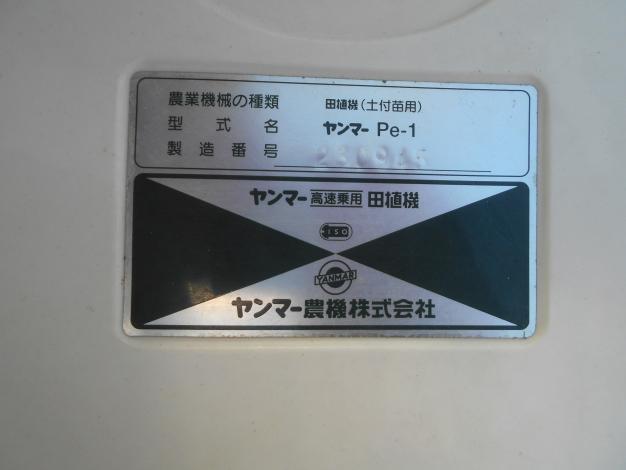 農業機械の種類 田植機(土付苗用)
型式名 ヤンマー Pe-1
製造番号
ヤンマー高速乗用田植機
ISO
YANMAR
ヤンマー農機株式会社